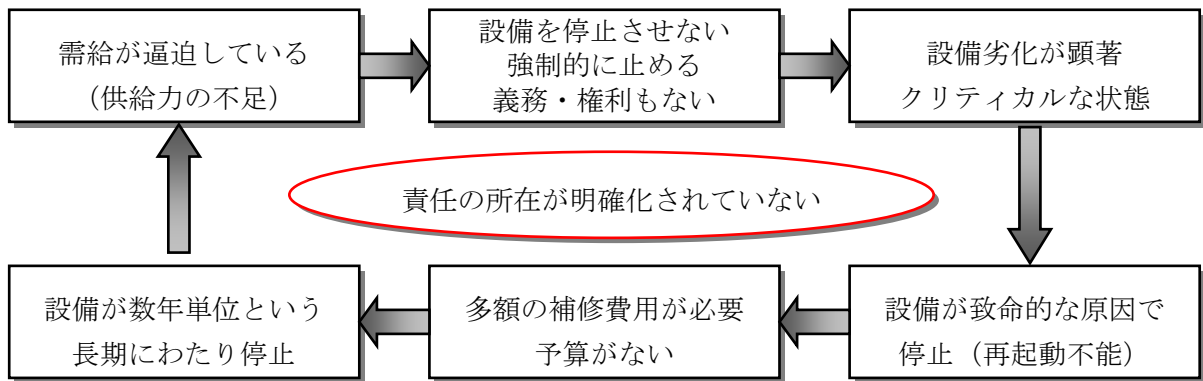 需給が逼迫している
（供給力の不足）
設備を停止させない
強制的に止める
義務・権利もない
設備劣化が顕著
クリティカルな状態
責任の所在が明確化されていない
設備が数年単位という
長期にわたり停止
多額の補修費用が必要
予算がない
設備が致命的な原因で
停止（再起動不能）